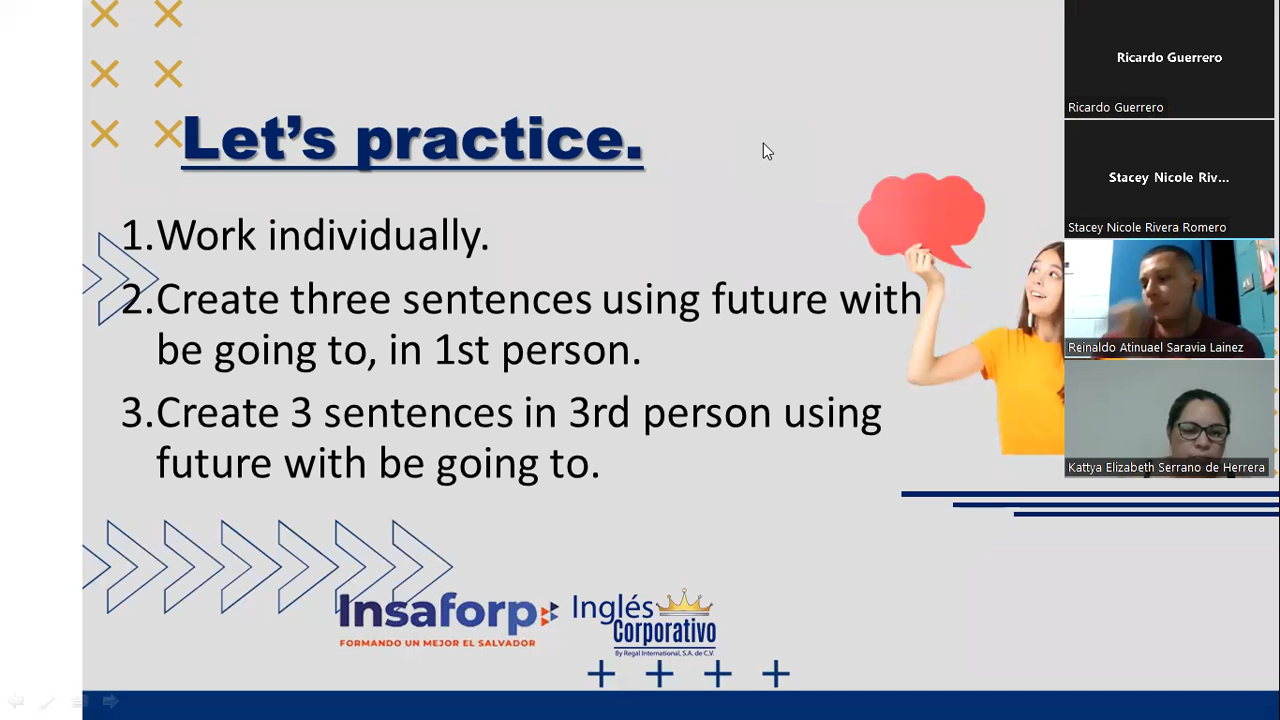 Let's practice.
1.Work individually.
2.Create three sentences using future with
be going to, in 1st person.
3.Create 3 sentences in 3rd person using
future with be going to.
Insaforp
FORMANDO UN MEJOR EL SALVADOR
Inglés
Corporativo
By Regal International, S.A. de C.V.
Ricardo Guerrero
Ricardo Guerrero
Stacey Nicole Riv...
Stacey Nicole Rivera Romero
Reinaldo Atinuael Saravia Lainez
Kattya Elizabeth Serrano de Herrera